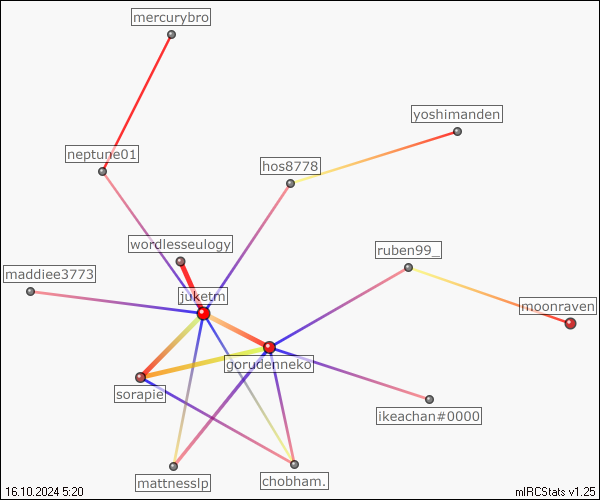 mercurybro
yoshimanden
neptune01
hos8778
wordlesseulogy
ruben99_
maddiee3773
juketm
moonraven
gorudenneko
sorapie
ikeachan#0000
mattnesslp
chobham.
16.10.2024 5:20
mIRCStats v1.25